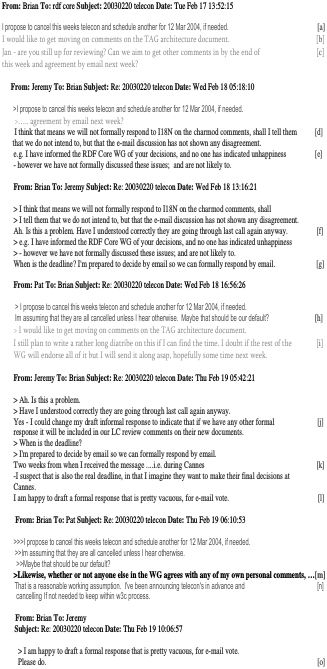 From: Brian To: rdf core Subject: 20030220 telecon Date: Tue Feb 17 13:52:15
I propose to cancel this weeks telecon and schedule another for 12 Mar 2004, if needed. [a]
I would like to get moving on comments on the TAG architecture document. [b]
Jan - are you still up for reviewing? Can we aim to get other comments in by the end of [c]
this week and agreement by email next week?
From: Jeremy To: Brian Subject: Re: 20030220 telecon Date: Wed Feb 18 05:18:10
>I propose to cancel this weeks telecon and schedule another for 12 Mar 2004, if needed.
>..... agreement by email next week?
I think that means we will not formally respond to I18N on the charmod comments, shall I tell them [d]
that we do not intend to, but that the e-mail discussion has not shown any disagreement.
e.g. I have informed the RDF Core WG of your decisions, and no one has indicated unhappiness [e]
- however we have not formally discussed these issues; and are not likely to.
From: Brian To: Jeremy Subject: Re: 20030220 telecon Date: Wed Feb 18 13:16:21
> I think that means we will not formally respond to I18N on the charmod comments, shall
> I tell them that we do not intend to, but that the e-mail discussion has not shown any disagreement.
Ah. Is this a problem. Have I understood correctly they are going through last call again anyway. [f]
> e.g. I have informed the RDF Core WG of your decisions, and no one has indicated unhappiness
> - however we have not formally discussed these issues; and are not likely to.
When is the deadline? I'm prepared to decide by email so we can formally respond by email. [g]
From: Pat To: Brian Subject: Re: 20030220 telecon Date: Wed Feb 18 16:56:26
> I propose to cancel this weeks telecon and schedule another for 12 Mar 2004, if needed.
Im assuming that they are all cancelled unless I hear otherwise. Maybe that should be our default? [h]
> I would like to get moving on comments on the TAG architecture document.
I still plan to write a rather long diatribe on this if I can find the time. I doubt if the rest of the [i]
WG will endorse all of it but I will send it along asap, hopefully some time next week.
From: Jeremy To: Brian Subject: Re: 20030220 telecon Date: Thu Feb 19 05:42:21
> Ah. Is this a problem.
> Have I understood correctly they are going through last call again anyway.
Yes - I could change my draft informal response to indicate that if we have any other formal [j]
response it will be included in our LC review comments on their new documents.
> When is the deadline?
> I'm prepared to decide by email so we can formally respond by email.
Two weeks from when I received the message ....i.e. during Cannes [k]
-I suspect that is also the real deadline, in that I imagine they want to make their final decisions at
Cannes.
I am happy to draft a formal response that is pretty vacuous, for e-mail vote. [l]
From: Brian To: Pat Subject: Re: 20030220 telecon Date: Thu Feb 19 06:10:53
>>>I propose to cancel this weeks telecon and schedule another for 12 Mar 2004, if needed.
>>Im assuming that they are all cancelled unless I hear otherwise.
>>Maybe that should be our default?
>Likewise, whether or not anyone else in the WG agrees with any of my own personal comments, ...[m]
That is a reasonable working assumption. I've been announcing telecon's in advance and [n]
cancelling if not needed to keep within w3c process.
From: Brian To: Jeremy
Subject: Re: 20030220 telecon Date: Thu Feb 19 10:06:57
> I am happy to draft a formal response that is pretty vacuous, for e-mail vote.
Please do. [o]